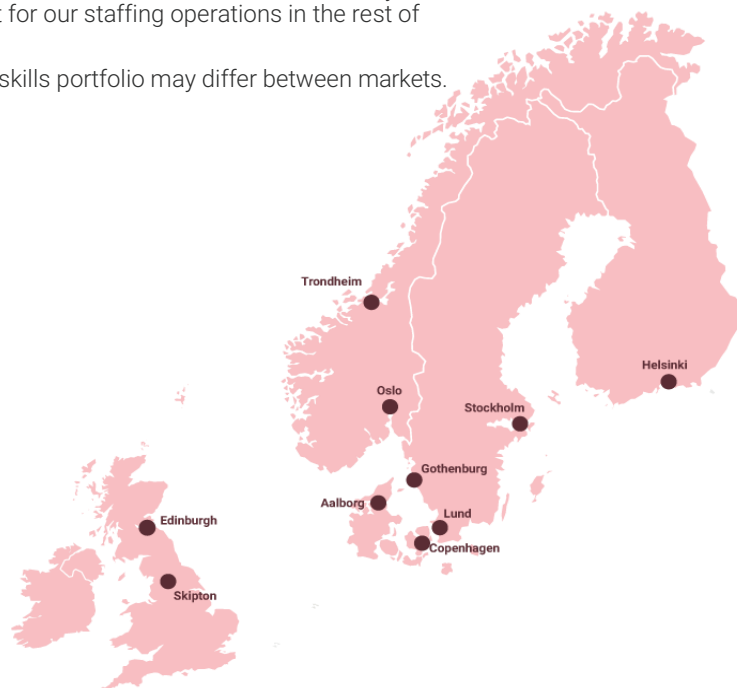 for our staffing operations in the rest of
skills portfolio may differ between markets.
Trondheim
Helsinki
Oslo
Stockholm
Gothenburg
Aalborg
Lund
Edinburgh
Copenhagen
Skipton